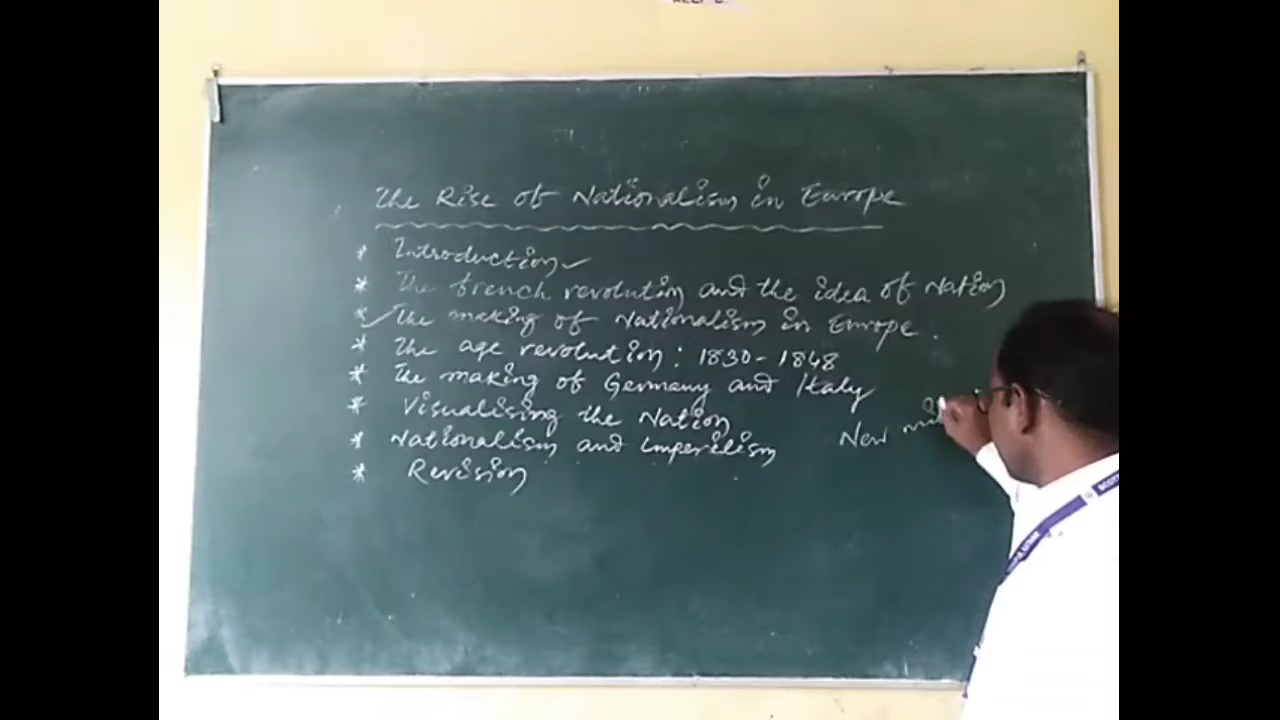 The Rise of Nationalism in Europe
* Introduction ✓
* The french revolution and the idea of Nation
* ✓ The making of Nationalism in Europe.
* The age revolution: 1830-1848
* The making of Germany and Italy
* Visualising the Nation
* Nationalism and imperilism
* Revision
New